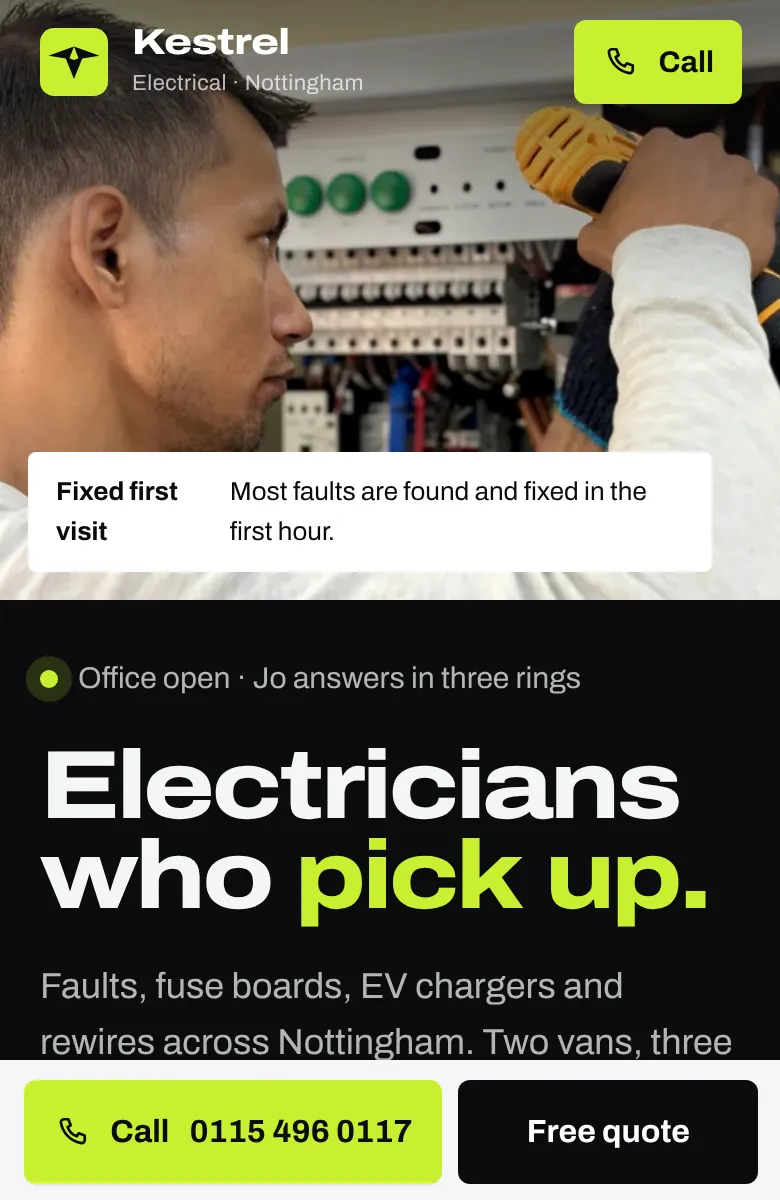 Kestrel
Electrical · Nottingham
Call
Fixed first visit
Most faults are found and fixed in the first hour.
Office open · Jo answers in three rings
Electricians
who pick up.
Faults, fuse boards, EV chargers and
rewires across Nottingham. Two vans, three
Call 0115 496 0117
Free quote